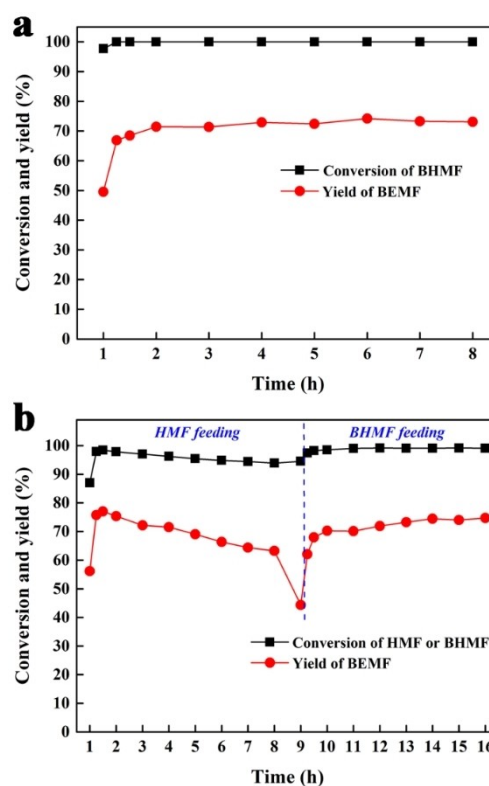 a
Conversion and yield (%)
100
90
80
70
60
50
40
30
20
10
0
Conversion of BHMF
Yield of BEMF
1 2 3 4 5 6 7 8
Time (h)
b
Conversion and yield (%)
HMF feeding BHMF feeding
100
90
80
70
60
50
40
30
20
10
0
Conversion of HMF or BHMF
Yield of BEMF
1 2 3 4 5 6 7 8 9 10 11 12 13 14 15 16
Time (h)